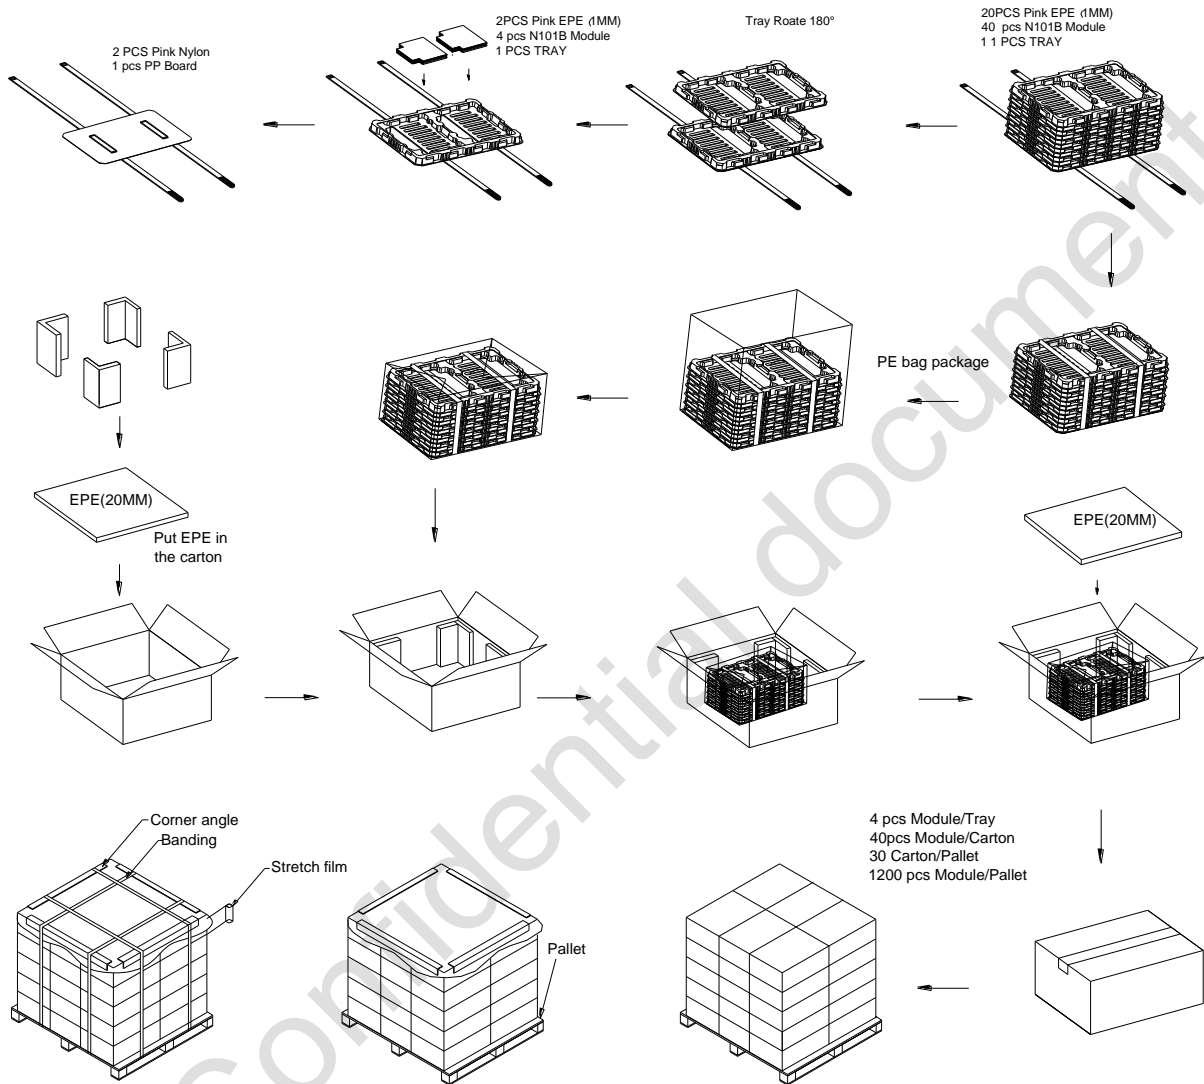 2 PCS Pink Nylon
1 pcs PP Board
2PCS Pink EPE (1MM)
4 pcs N101B Module
1 PCS TRAY
Tray Roate 180°
20PCS Pink EPE (1MM)
40 pcs N101B Module
1 1 PCS TRAY
PE bag package
EPE(20MM)
Put EPE in
the carton
EPE(20MM)
4 pcs Module/Tray
40pcs Module/Carton
30 Carton/Pallet
1200 pcs Module/Pallet
Corner angle
Banding
Stretch film
Pallet
Confidential document